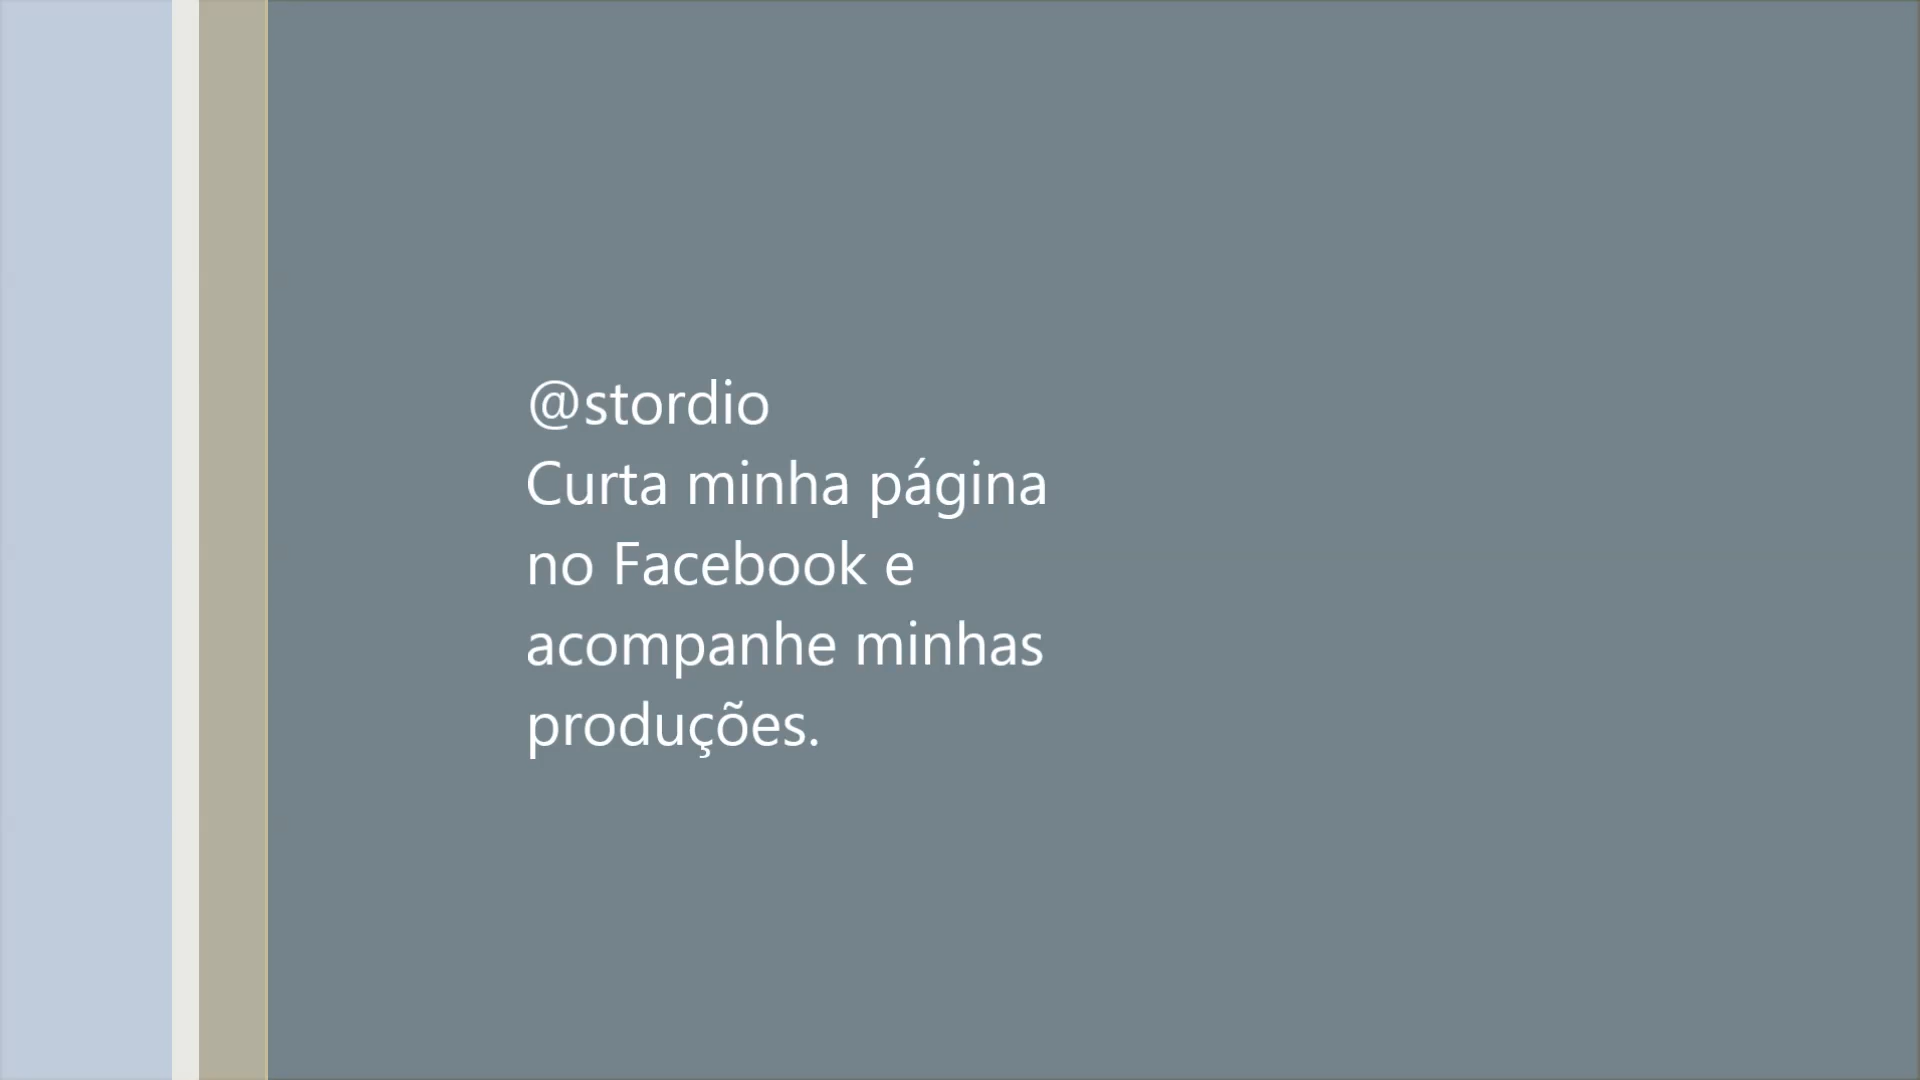 @stordio
Curta minha página
no Facebook e
acompanhe minhas
produções.